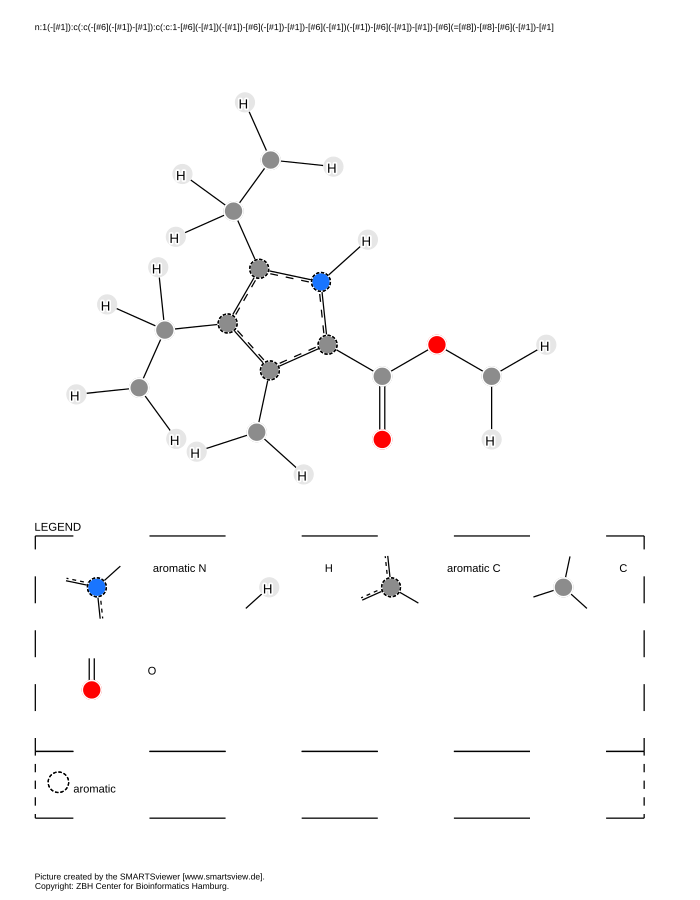 n:1(-[#1]):c(:c(-[#6](-[#1])-[#1]):c(:c:1-[#6](-[#1])(-[#1])-[#6](-[#1])-[#1])-[#6](-[#1])(-[#1])-[#6](-[#1])-[#1])-[#6](=[#8])-[#8]-[#6](-[#1])-[#1]
H
H
H
H
H
H
H
H
H
H
H
H
H
H
LEGEND
aromatic N
H
H
aromatic C
C
O
aromatic
Picture created by the SMARTSviewer [www.smartsview.de].
Copyright: ZBH Center for Bioinformatics Hamburg.